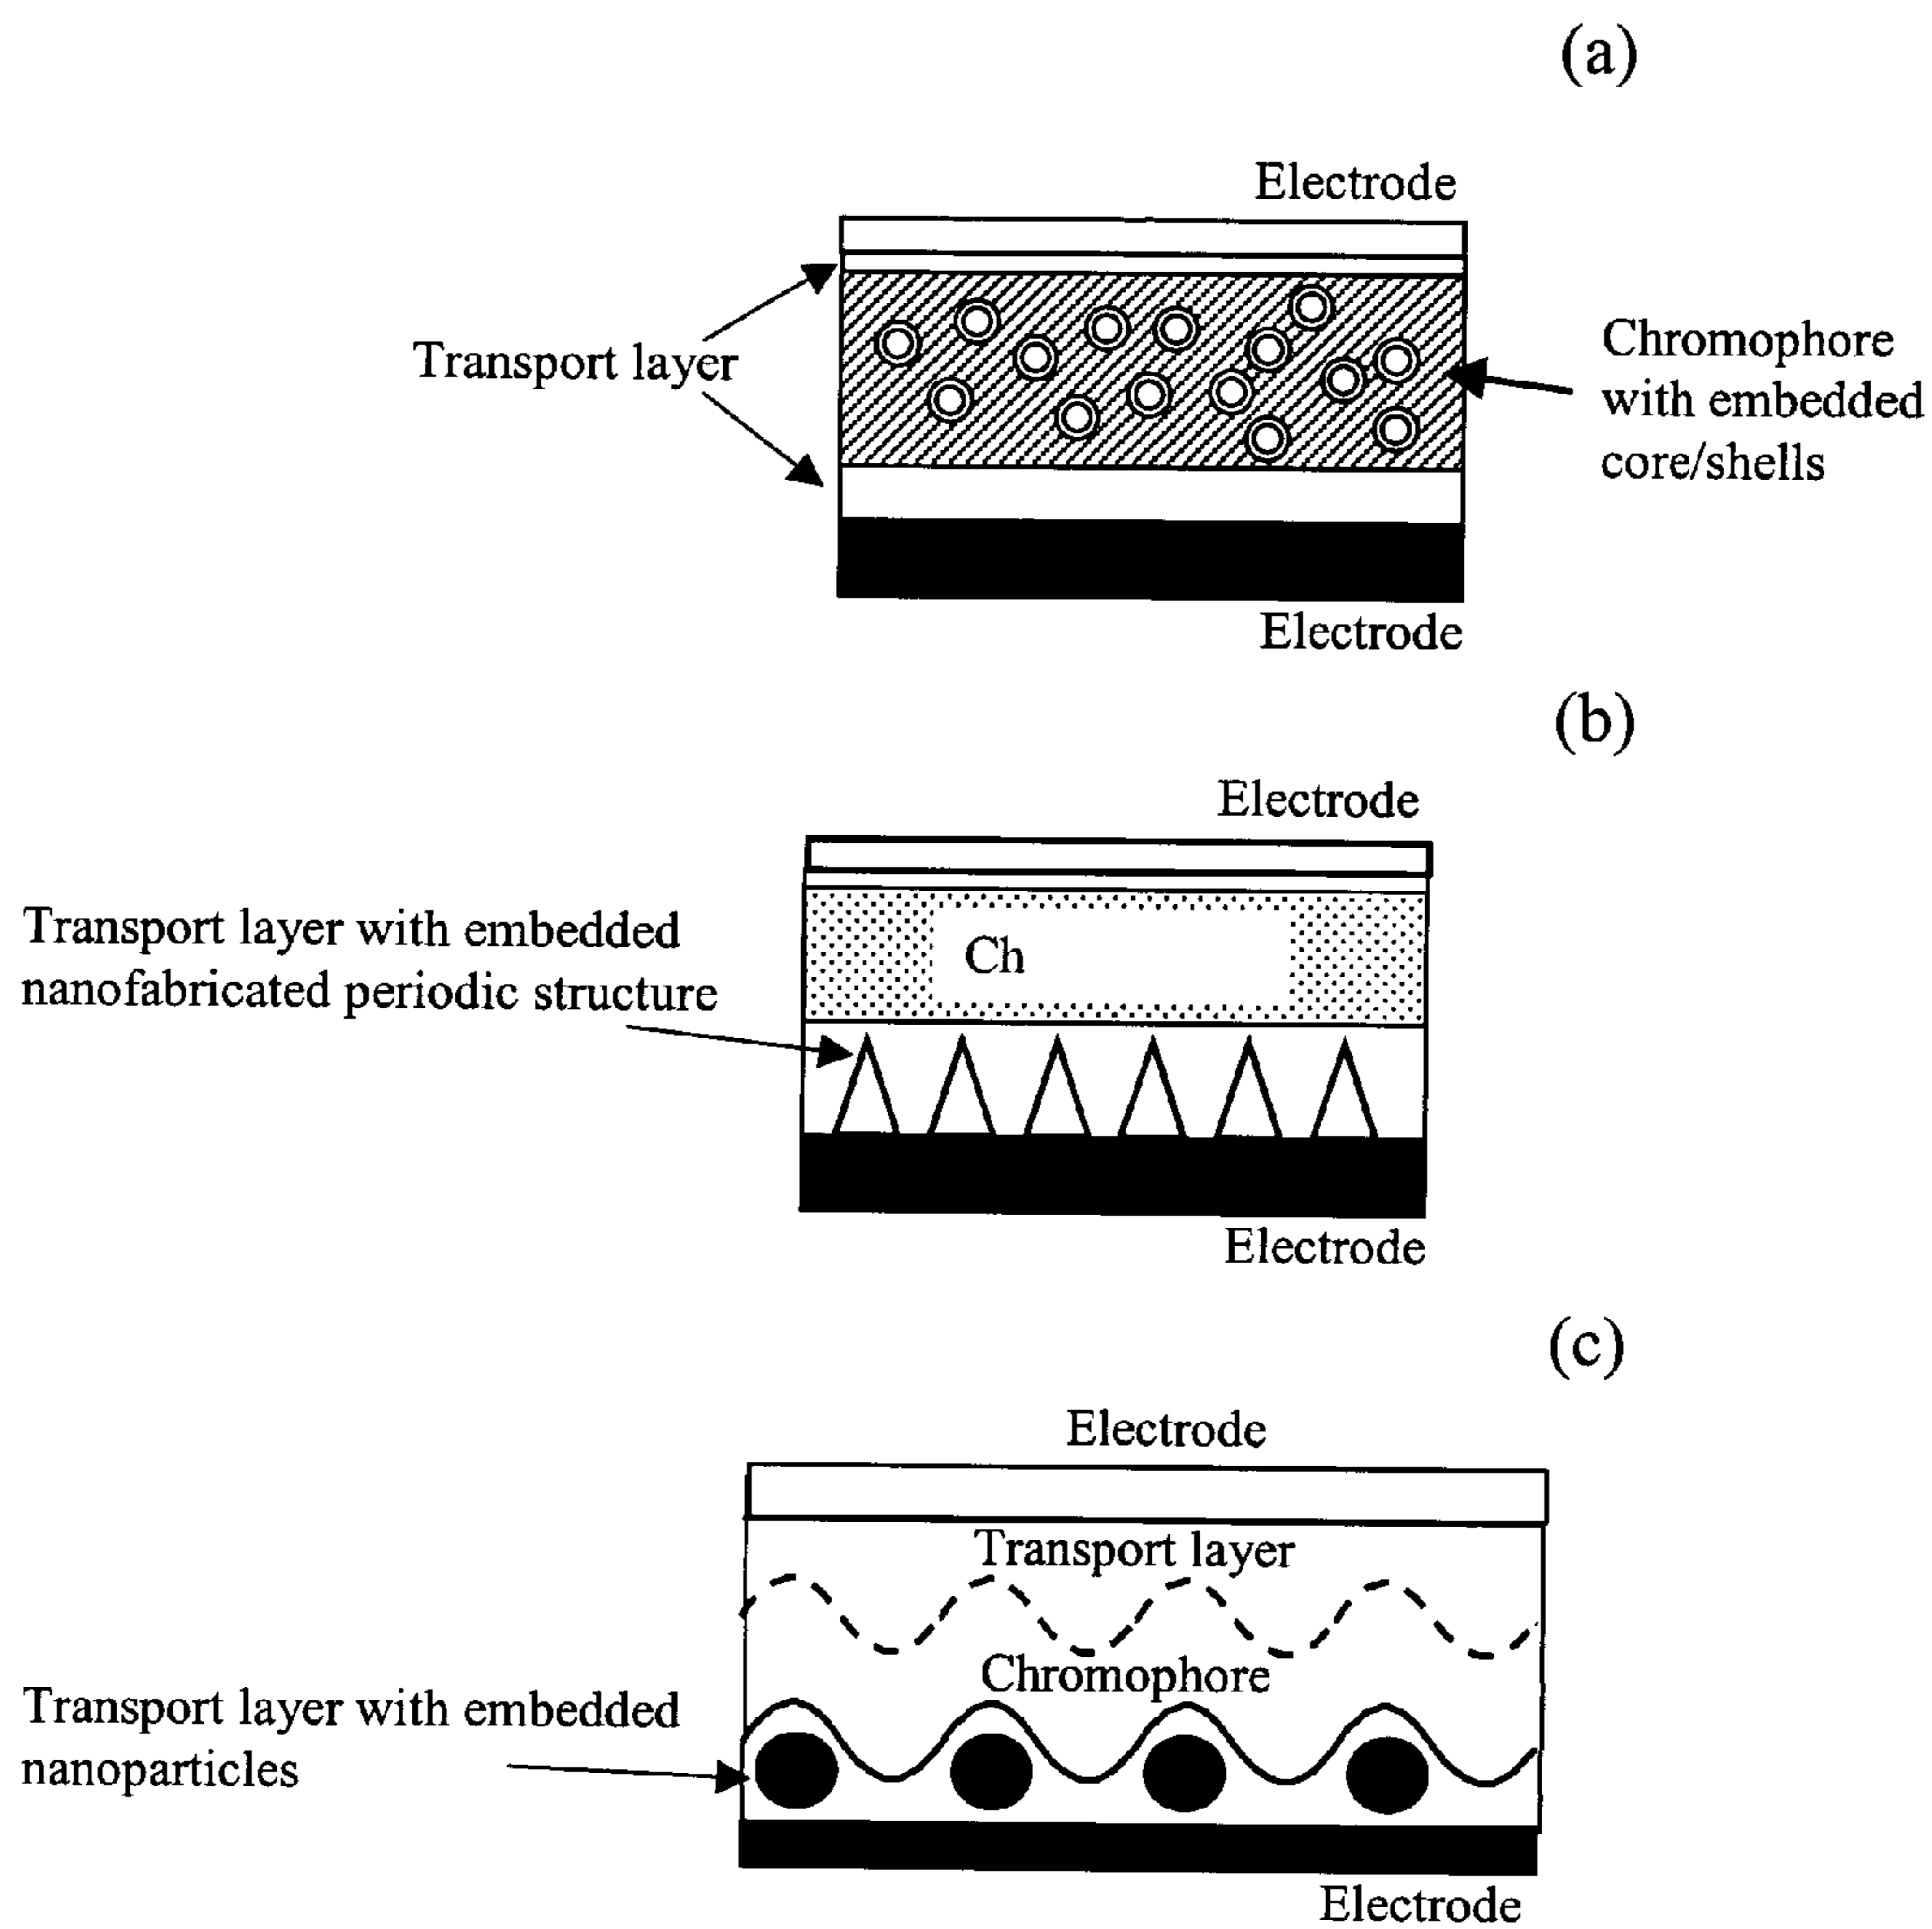 (a)
Electrode
Transport layer
Chromophore
with embedded
core/shells
Electrode
(b)
Electrode
Transport layer with embedded
nanofabricated periodic structure
Ch
Electrode
(c)
Electrode
Transport layer
Chromophore
Transport layer with embedded
nanoparticles
Electrode